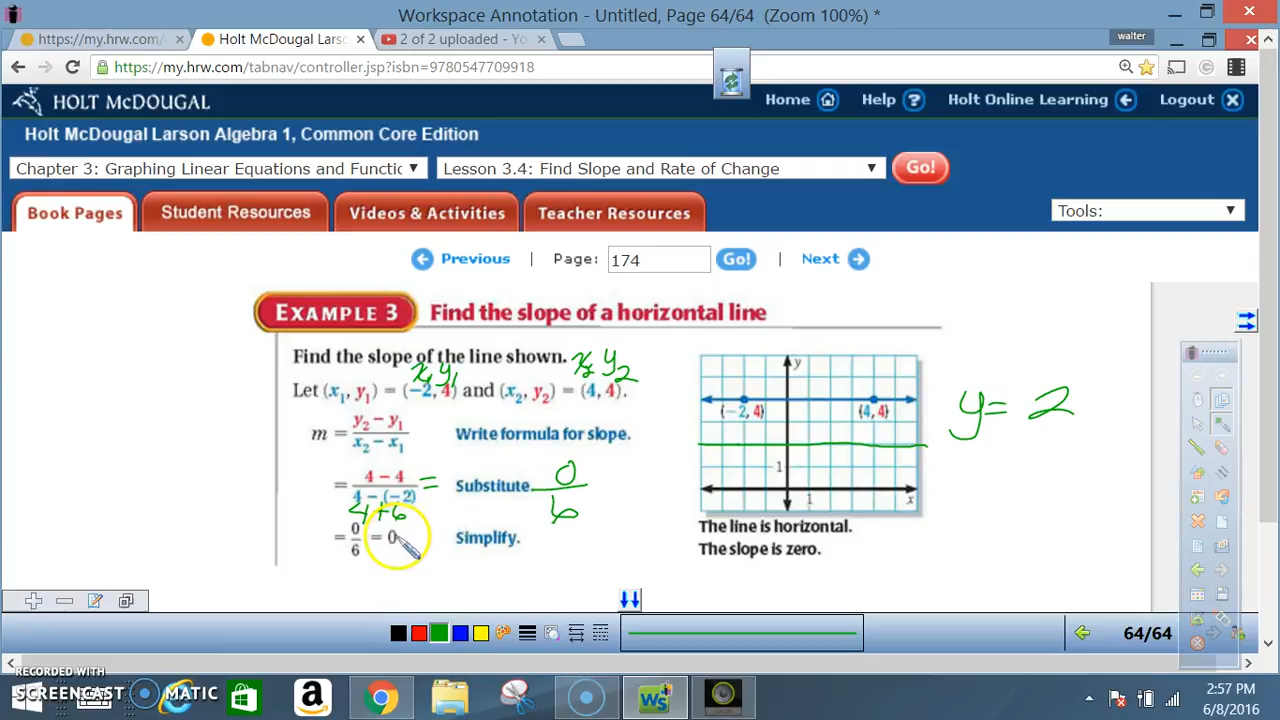 Workspace Annotation - Untitled, Page 64/64 (Zoom 100%) *
walter
https://my.hrw.com/ × Holt McDougal Lars × 2 of 2 uploaded - Yo ×
https://my.hrw.com/tabnav/controller.jsp?isbn=9780547709918
HOLT MCDOUGAL Home Help ? Holt Online Learning Logout X
Holt McDougal Larson Algebra 1, Common Core Edition
Chapter 3: Graphing Linear Equations and Functic Lesson 3.4: Find Slope and Rate of Change Go!
Book Pages Student Resources Videos & Activities Teacher Resources Tools:
Previous | Page: 174 Go! | Next
EXAMPLE 3 Find the slope of a horizontal line
Find the slope of the line shown.
x₁ y₁ x₂ y₂
Let (x₁, y₁) = (−2, 4) and (x₂, y₂) = (4, 4).
m = y₂ − y₁ / x₂ − x₁ Write formula for slope.
= 4 − 4 / 4 − (−2) = Substitute. 0/6
4+6
= 0/6 = 0 Simplify.
y
(−2, 4) (4, 4)
1
1 x
y = 2
The line is horizontal.
The slope is zero.
64/64
RECORDED WITH
SCREENCAST MATIC
2:57 PM
6/8/2016